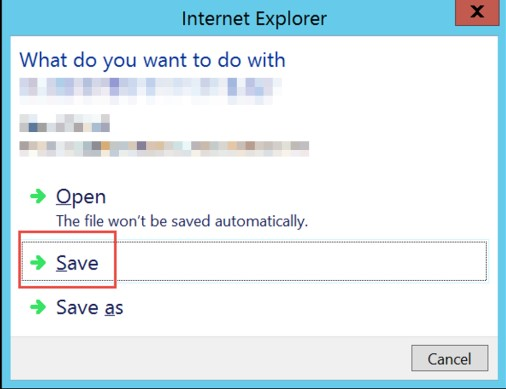 Internet Explorer
X
What do you want to do with
Open
The file won't be saved automatically.
Save
Save as
Cancel